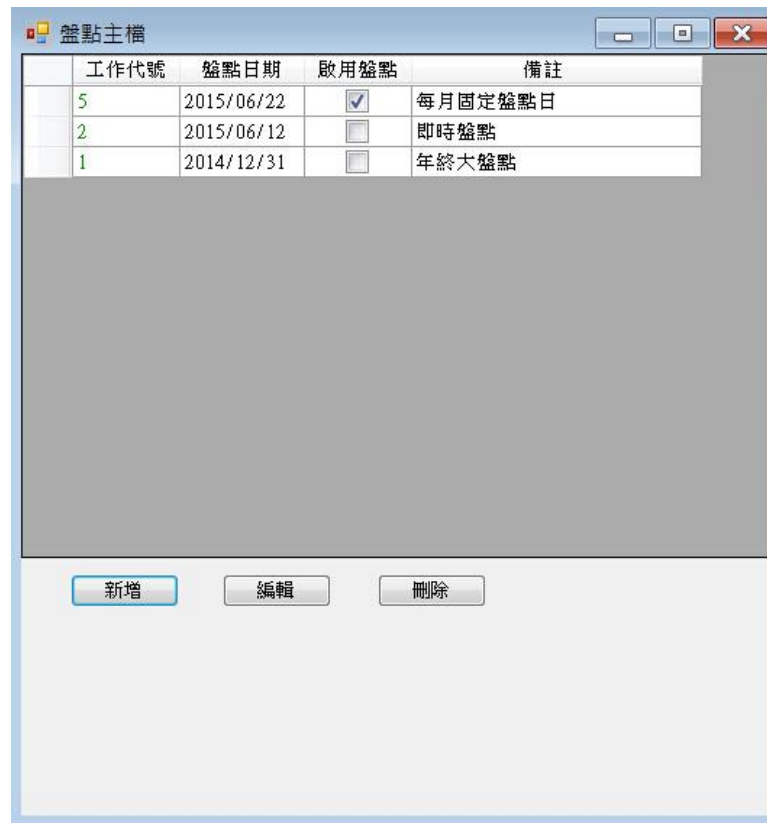 盤點主檔
工作代號 盤點日期 啟用盤點 備註
5 2015/06/22 每月固定盤點日
2 2015/06/12 即時盤點
1 2014/12/31 年終大盤點
新增 編輯 刪除